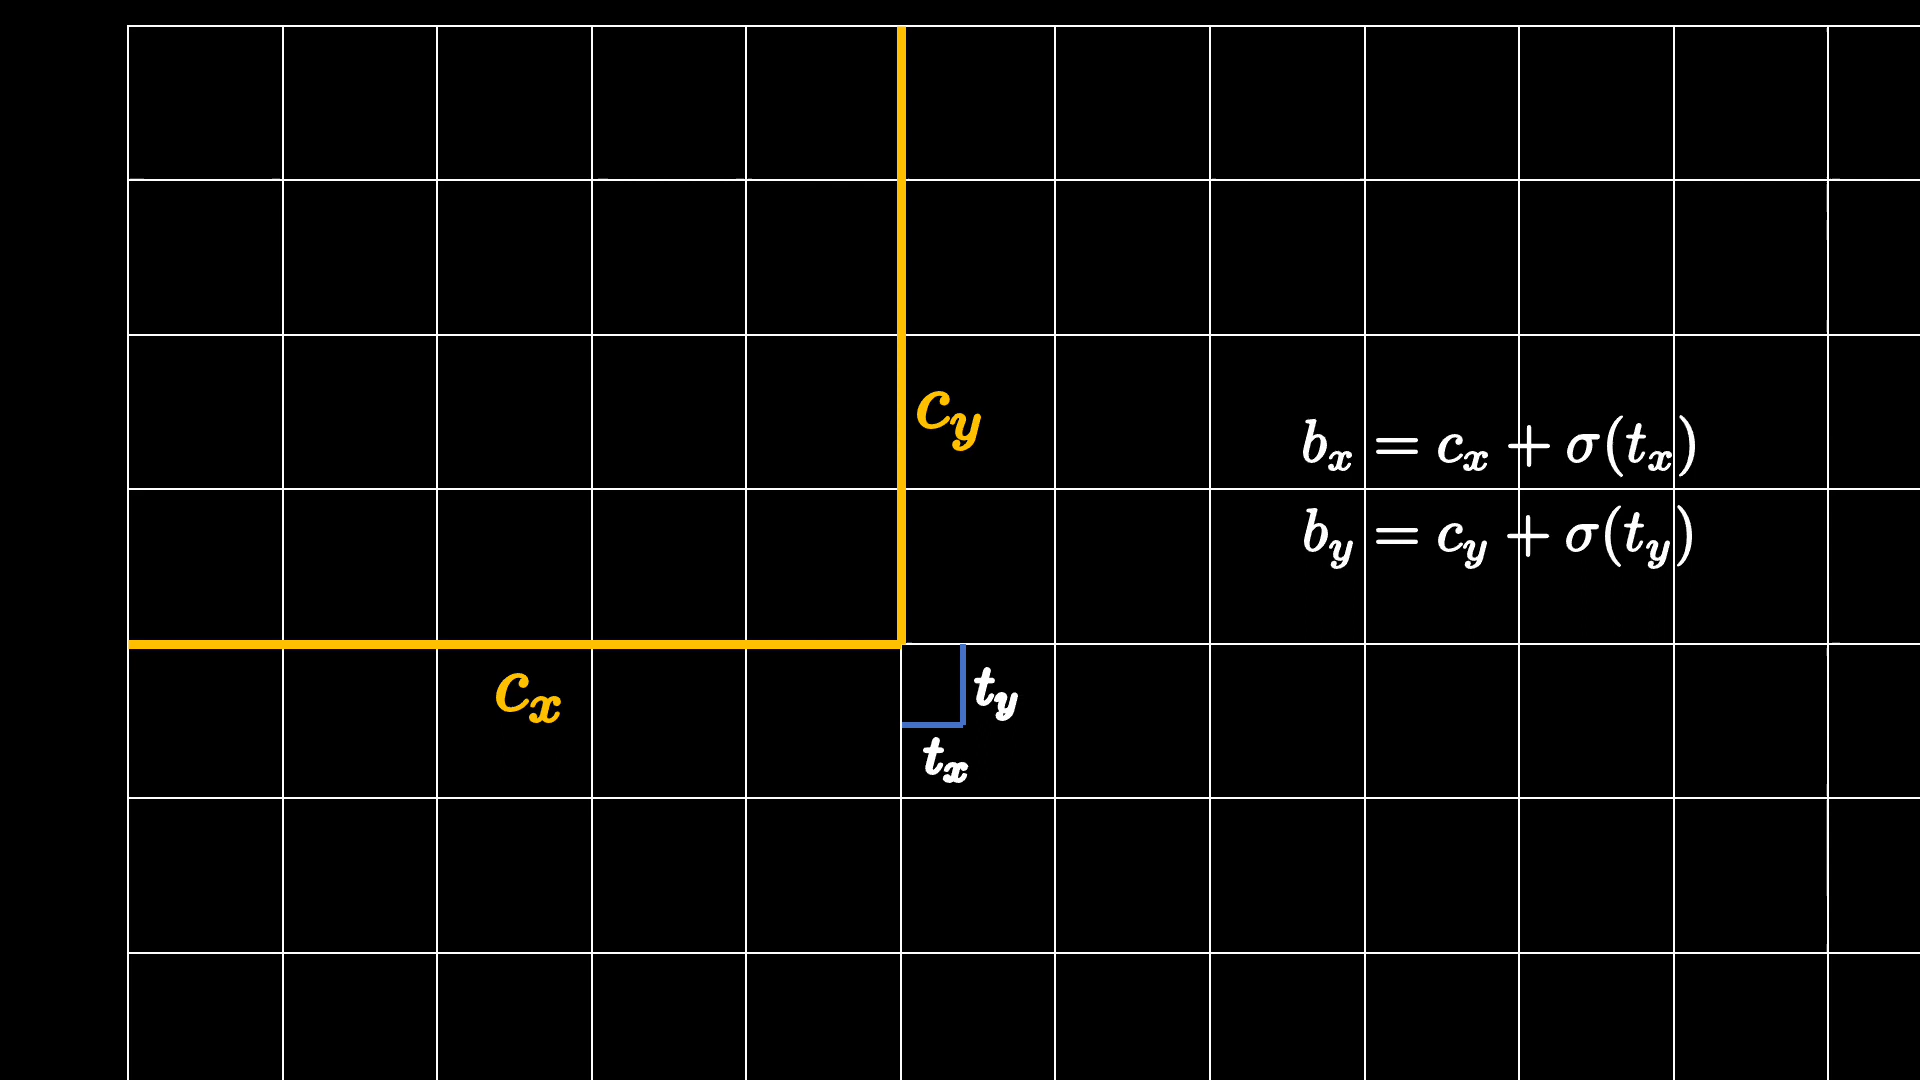 c_y
b_x = c_x + σ(t_x)
b_y = c_y + σ(t_y)
c_x
t_y
t_x